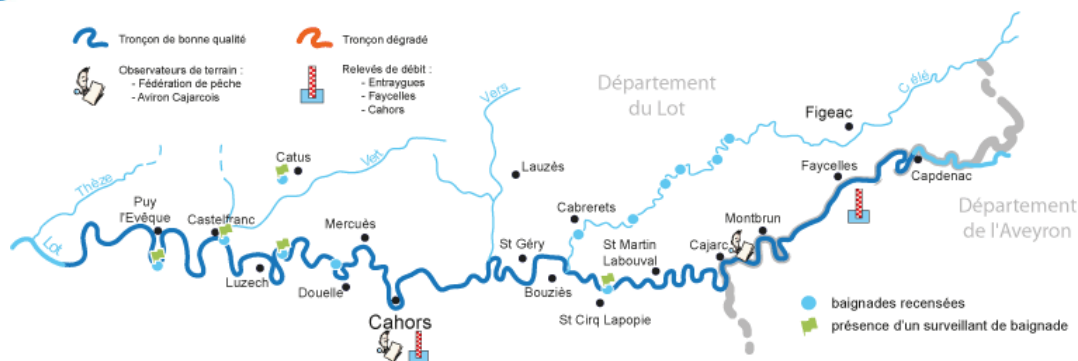 Tronçon de bonne qualité
Tronçon dégradé
Observateurs de terrain :
- Fédération de pêche
- Aviron Cajarcois
Relevés de débit :
- Entraygues
- Faycelles
- Cahors
Département
du Lot
Vers
Célé
Figeac
Catus
Vert
Lauzès
Faycelles
Capdenac
Thèze
Puy
l'Evêque
Castelfranc
Mercuès
Cabrerets
Montbrun
Département
de l'Aveyron
Lot
St Géry
St Martin
Labouval
Cajarc
Luzech
Douelle
Bouziès
St Cirq Lapopie
Cahors
baignades recensées
présence d'un surveillant de baignade